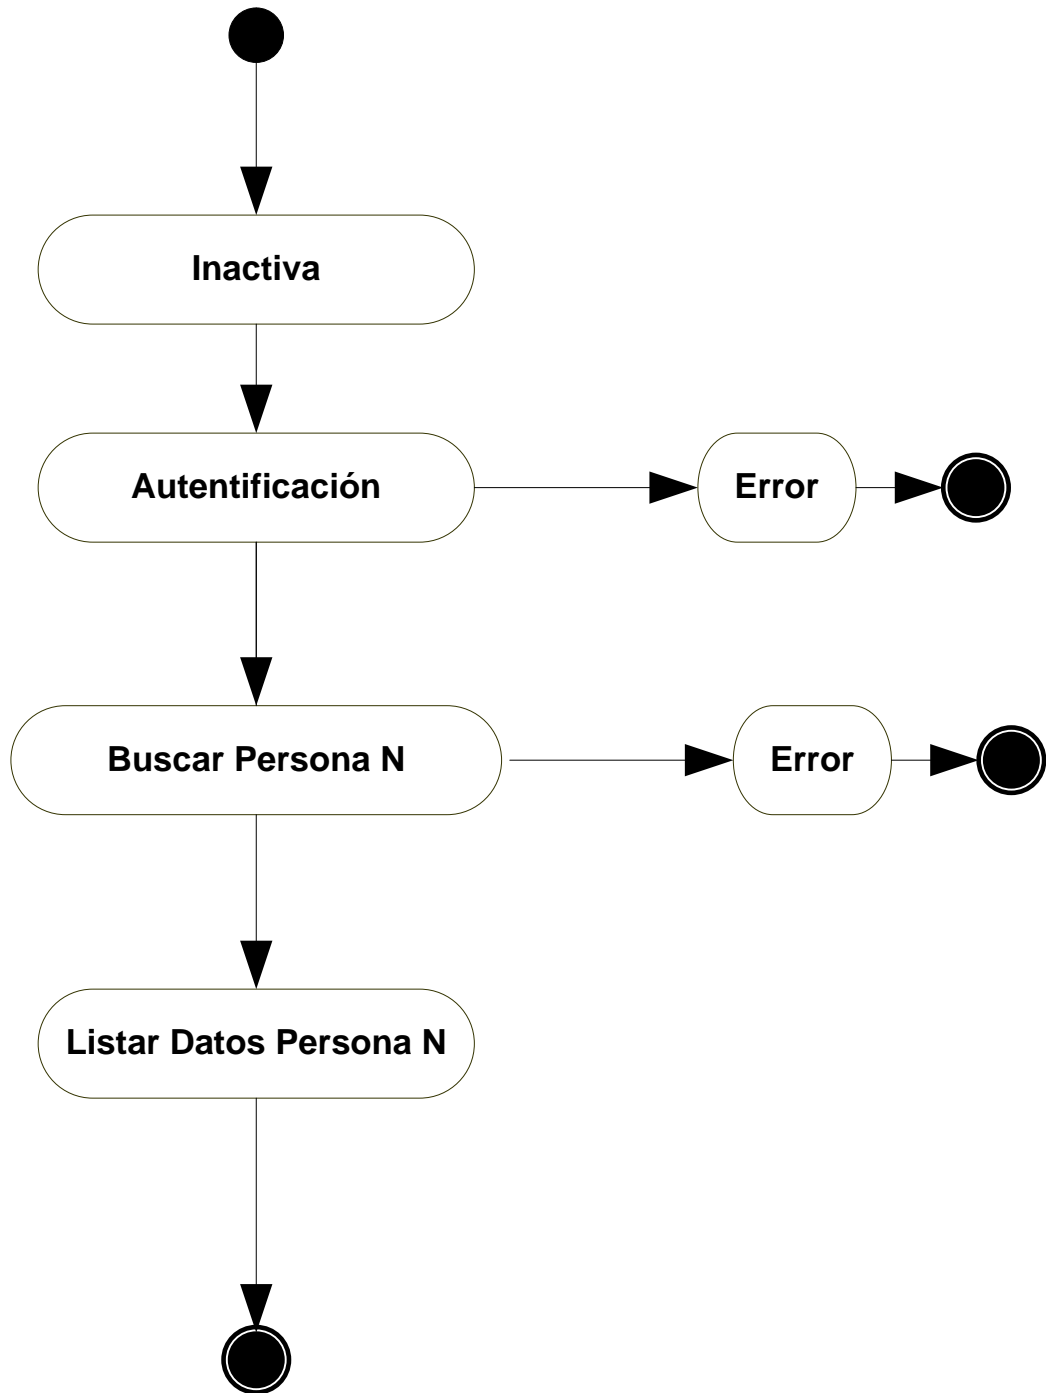 Inactiva
Autentificación
Error
Buscar Persona N
Error
Listar Datos Persona N